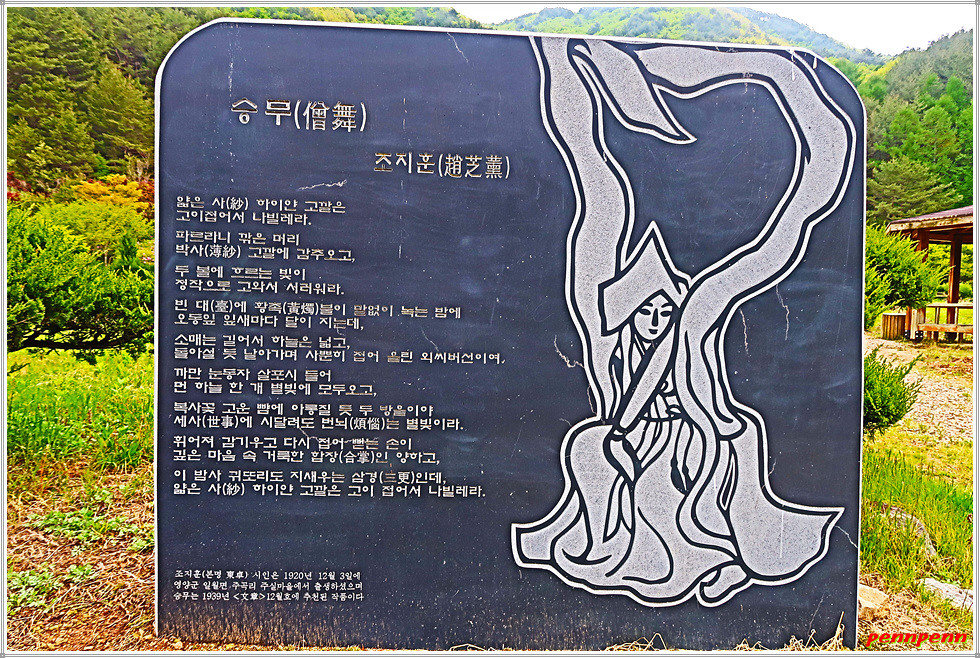 승무(僧舞)
조지훈(趙芝薰)
얇은 사(紗) 하이얀 고깔은
고이접어서 나빌레라.
파르라니 깎은 머리
박사(薄紗) 고깔에 감추오고,
두 볼에 흐르는 빛이
정작으로 고와서 서러워라.
빈 대(臺)에 황촉(黃燭)불이 말없이 녹는 밤에
오동잎 잎새마다 달이 지는데,
소매는 길어서 하늘은 넓고,
돌아설 듯 날아가며 사뿐히 접어 올린 외씨버선이여,
까만 눈동자 살포시 들어
먼 하늘 한 개 별빛에 모두오고,
복사꽃 고운 뺨에 아롱질 듯 두 방울이야
세사(世事)에 시달려도 번뇌(煩惱)는 별빛이라.
휘어져 감기우고 다시 접어 뻗는 손이
깊은 마음 속 거룩한 합장(合掌)인 양하고,
이 밤사 귀또리도 지새우는 삼경(三更)인데,
얇은 사(紗) 하이얀 고깔은 고이 접어서 나빌레라.
조지훈(본명 東卓) 시인은 1920년 12월 3일에
영양군 일월면 주곡리 주실마을에서 출생하셨으며
승무는 1939년 <文章>12월호에 추천된 작품이다
pennpenn